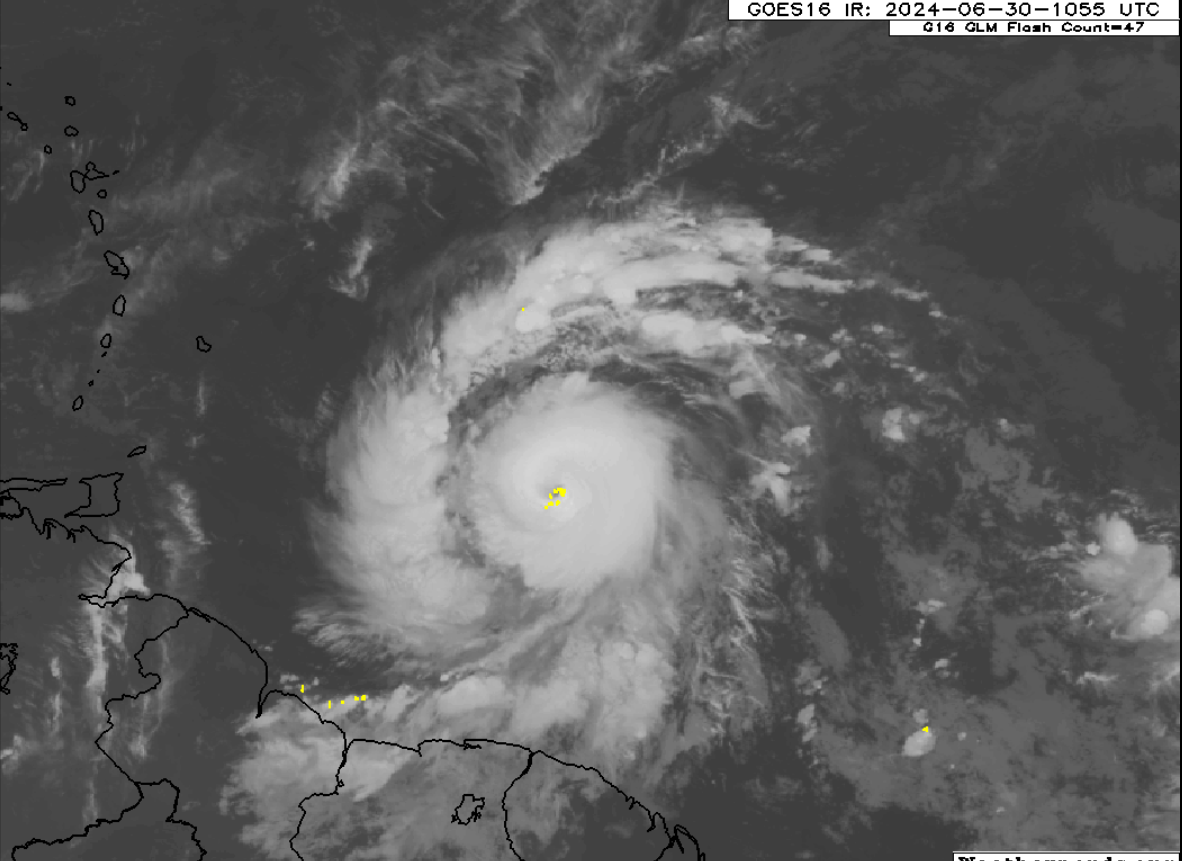 GOES16 IR: 2024-06-30-1055 UTC
G16 GLM Flash Count=47